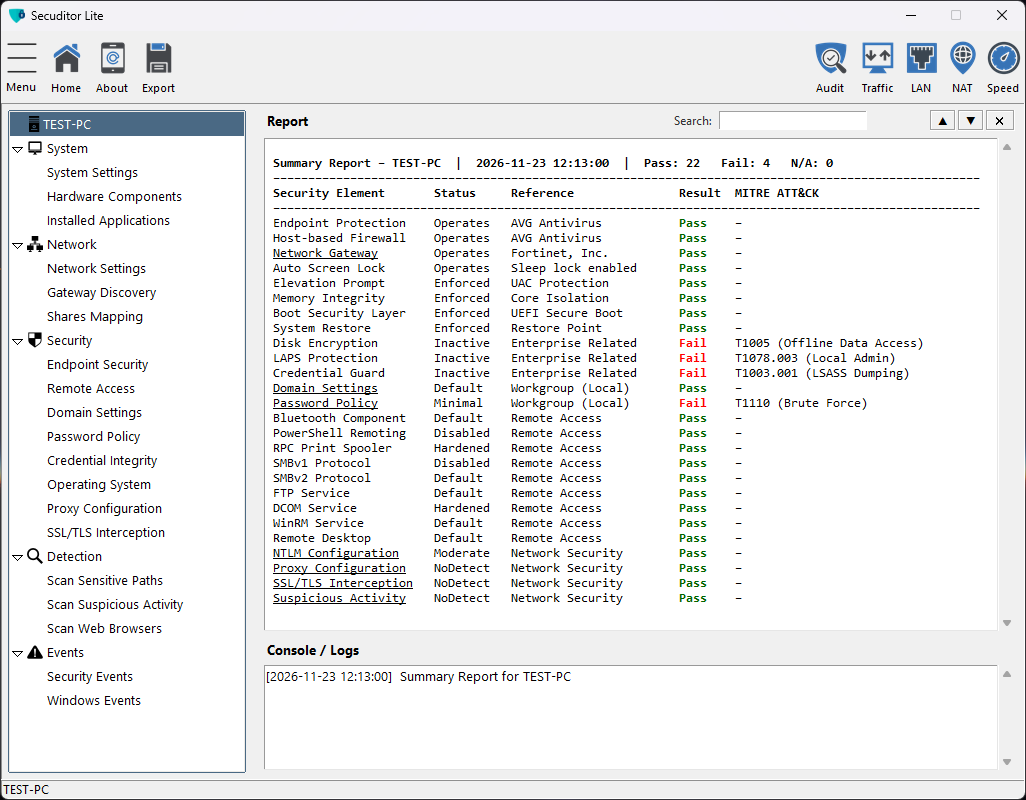 Secuditor Lite
Menu Home About Export Audit Traffic LAN NAT Speed
TEST-PC
System
System Settings
Hardware Components
Installed Applications
Network
Network Settings
Gateway Discovery
Shares Mapping
Security
Endpoint Security
Remote Access
Domain Settings
Password Policy
Credential Integrity
Operating System
Proxy Configuration
SSL/TLS Interception
Detection
Scan Sensitive Paths
Scan Suspicious Activity
Scan Web Browsers
Events
Security Events
Windows Events
Report Search:
Summary Report - TEST-PC | 2026-11-23 12:13:00 | Pass: 22 Fail: 4 N/A: 0
Security Element Status Reference Result MITRE ATT&CK
Endpoint Protection Operates AVG Antivirus Pass -
Host-based Firewall Operates AVG Antivirus Pass -
Network Gateway Operates Fortinet, Inc. Pass -
Auto Screen Lock Operates Sleep lock enabled Pass -
Elevation Prompt Enforced UAC Protection Pass -
Memory Integrity Enforced Core Isolation Pass -
Boot Security Layer Enforced UEFI Secure Boot Pass -
System Restore Enforced Restore Point Pass -
Disk Encryption Inactive Enterprise Related Fail T1005 (Offline Data Access)
LAPS Protection Inactive Enterprise Related Fail T1078.003 (Local Admin)
Credential Guard Inactive Enterprise Related Fail T1003.001 (LSASS Dumping)
Domain Settings Default Workgroup (Local) Pass -
Password Policy Minimal Workgroup (Local) Fail T1110 (Brute Force)
Bluetooth Component Default Remote Access Pass -
PowerShell Remoting Disabled Remote Access Pass -
RPC Print Spooler Hardened Remote Access Pass -
SMBv1 Protocol Disabled Remote Access Pass -
SMBv2 Protocol Default Remote Access Pass -
FTP Service Default Remote Access Pass -
DCOM Service Hardened Remote Access Pass -
WinRM Service Default Remote Access Pass -
Remote Desktop Default Remote Access Pass -
NTLM Configuration Moderate Network Security Pass -
Proxy Configuration NoDetect Network Security Pass -
SSL/TLS Interception NoDetect Network Security Pass -
Suspicious Activity NoDetect Network Security Pass -
Console / Logs
[2026-11-23 12:13:00] Summary Report for TEST-PC
TEST-PC